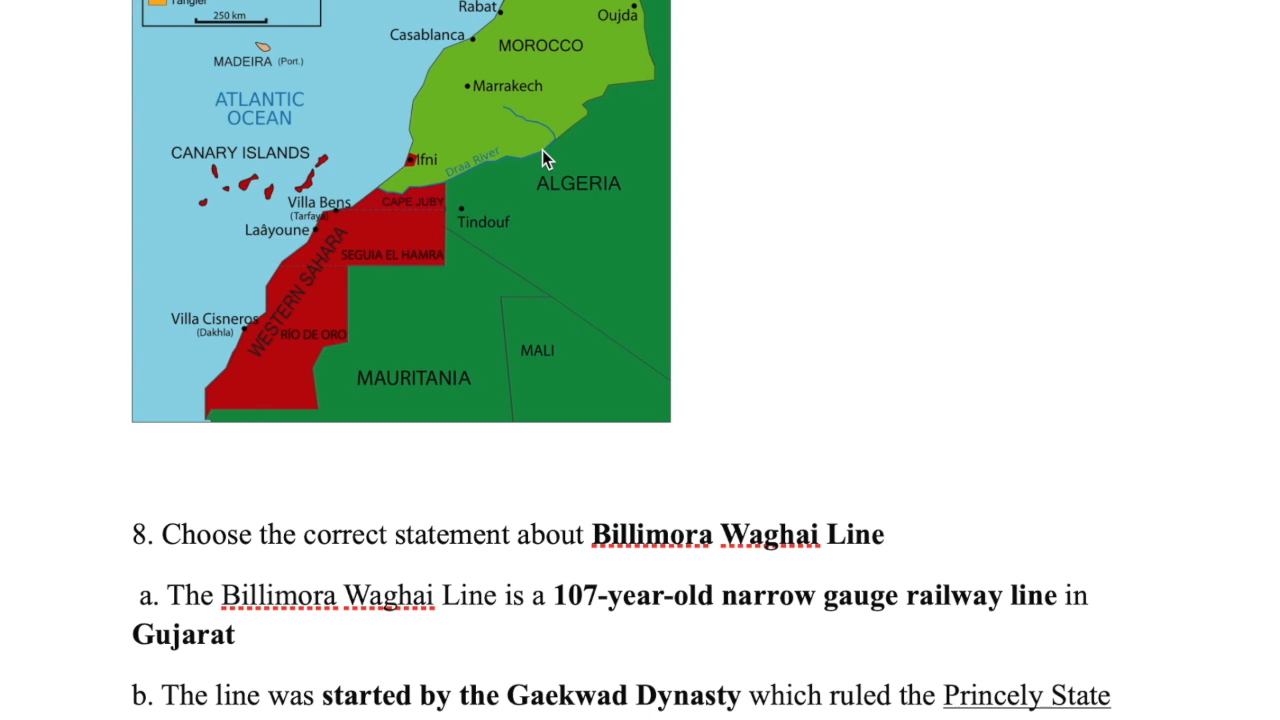 Tangier
250 km
Rabat
Oujda
Casablanca
MOROCCO
MADEIRA (Port.)
Marrakech
ATLANTIC
OCEAN
CANARY ISLANDS
Ifni
Draa River
ALGERIA
Villa Bens
(Tarfaya)
CAPE JUBY
Tindouf
Laâyoune
SEGUIA EL HAMRA
WESTERN SAHARA
Villa Cisneros
(Dakhla)
RÍO DE ORO
MALI
MAURITANIA
8. Choose the correct statement about Billimora Waghai Line
a. The Billimora Waghai Line is a 107-year-old narrow gauge railway line in
Gujarat
b. The line was started by the Gaekwad Dynasty which ruled the Princely State